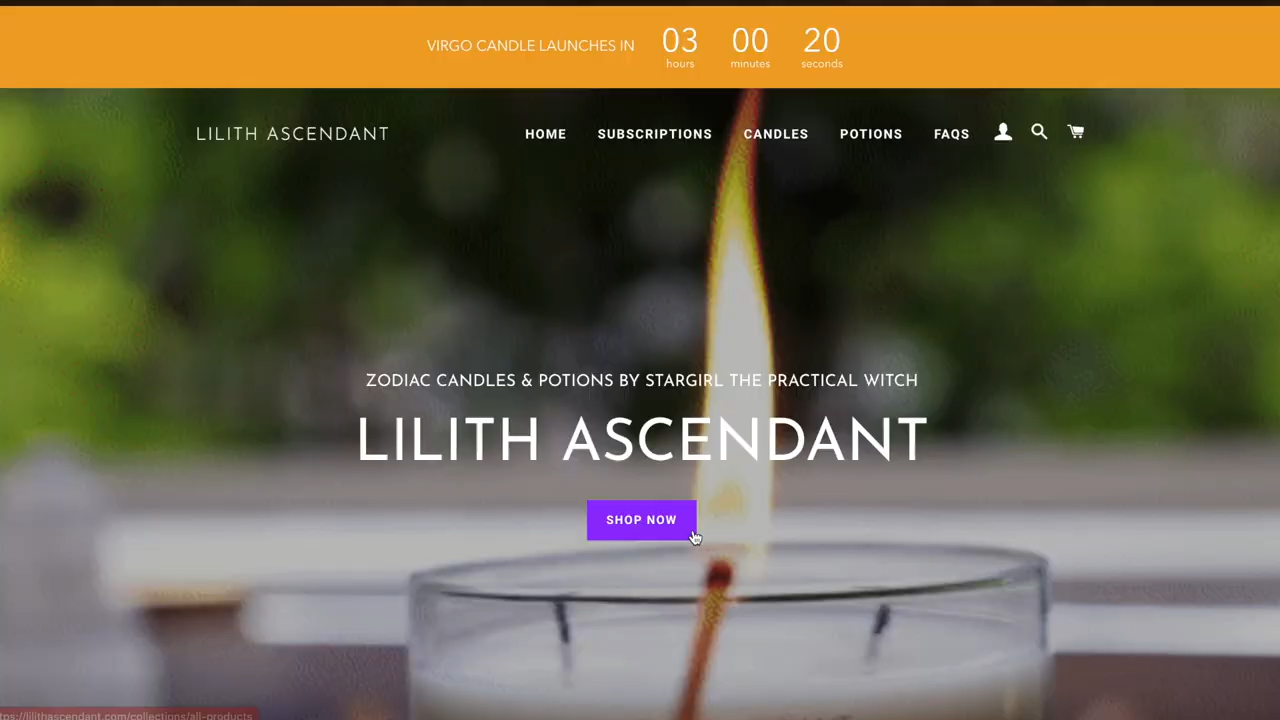 VIRGO CANDLE LAUNCHES IN
03 00 20
hours minutes seconds
LILITH ASCENDANT
HOME SUBSCRIPTIONS CANDLES POTIONS FAQS
ZODIAC CANDLES & POTIONS BY STARGIRL THE PRACTICAL WITCH
LILITH ASCENDANT
SHOP NOW
tps://lilithascendant.com/collections/all-products